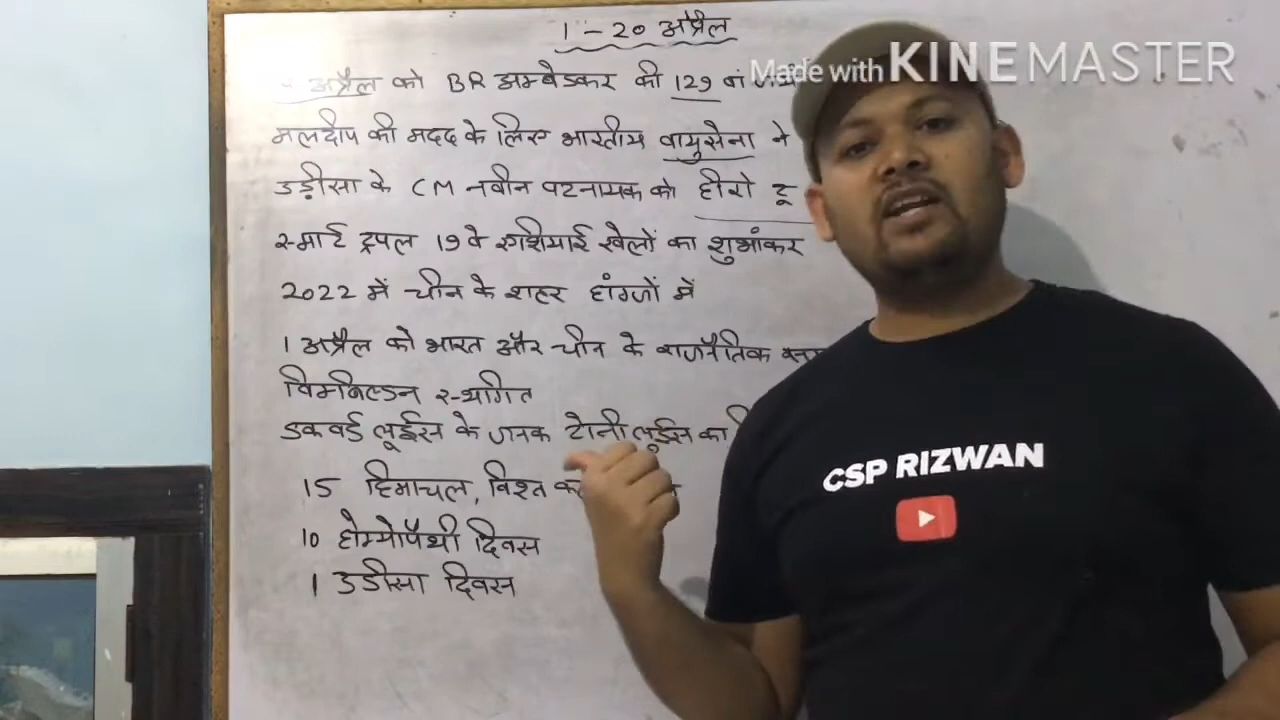 1 - 20 अप्रैल
Made with KINEMASTER
अप्रैल को BR अम्बेडकर की 129 वां
मलदीप की मदद के लिए भारतीय वायुसेना ने
उड़ीसा के CM नवीन पटनायक को हीरो टू
स्मार्ट ट्रपल 19 वे एशियाई खेलों का शुभांकर
2022 में चीन के शहर हांग्जों में
1 अप्रैल को भारत और चीन के राजनैतिक
विम्बिल्डन स्थगित
डकवर्ड लूईस के जनक टोनी लूईस का
15 हिमाचल, विश्व
10 होम्योपैथी दिवस
1 उडीसा दिवस
CSP RIZWAN